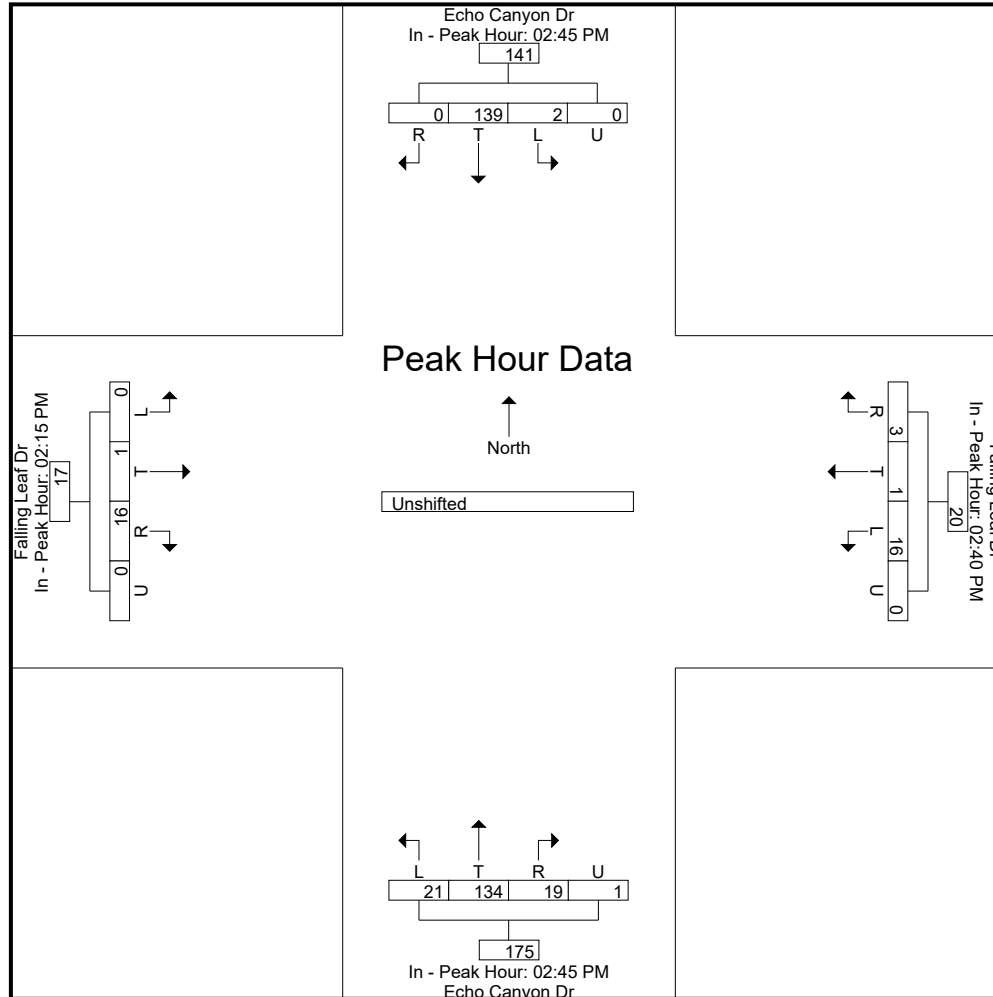 Echo Canyon Dr
In - Peak Hour: 02:45 PM
141
0 139 2 0
R T L U
Peak Hour Data
North
Unshifted
Falling Leaf Dr
In - Peak Hour: 02:15 PM
17
0 1 16 0
L T R U
In - Peak Hour: 02:40 PM
20
3 1 16 0
R T L U
L T R U
21 134 19 1
175
In - Peak Hour: 02:45 PM
Echo Canyon Dr